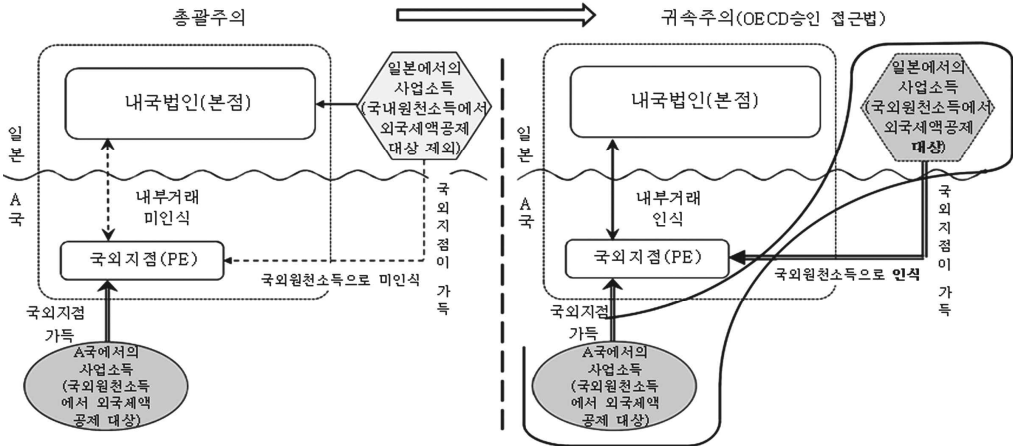 총괄주의
귀속주의(OECD승인 접근법)
내국법인(본점)
일본에서의
사업소득
(국내원천소득에서
외국세액공제
대상 제외)
일본
A국
내부거래
미인식
국외지점(PE)
국외원천소득으로 미인식
국외지점이 가득
국외지점
가득
A국에서의
사업소득
(국외원천소득
에서 외국세액
공제 대상)
내국법인(본점)
일본에서의
사업소득
(국외원천소득에서
외국세액공제
대상)
일본
A국
내부거래
인식
국외지점(PE)
국외원천소득으로 인식
국외지점이 가득
국외지점
가득
A국에서의
사업소득
(국외원천소득
에서 외국세액
공제 대상)